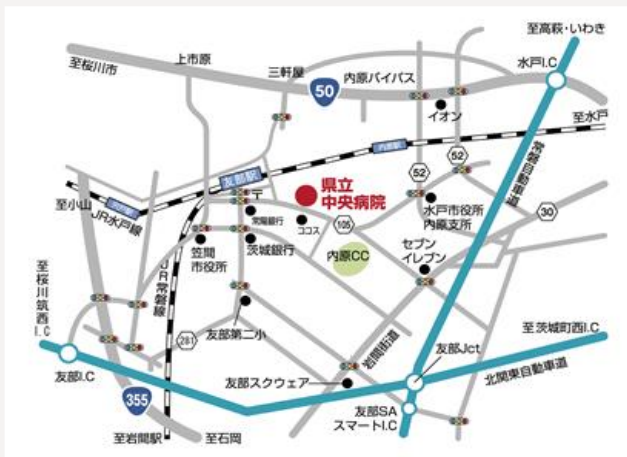 至高萩・いわき
上市原
三軒屋
内原バイパス
水戸I.C
至桜川市
50
イオン
至水戸
内原駅
52
52
常磐自動車道
友部駅
〒
県立
中央病院
水戸市役所
内原支所
30
至小山
JR水戸線
常陽銀行
ココス
105
笠間
市役所
茨城銀行
内原CC
セブン
イレブン
至桜川筑西I.C
JR常磐線
友部第二小
281
岩間街道
至茨城町西I.C
友部Jct
友部I.C
北関東自動車道
355
友部スクウェア
友部SA
スマートI.C
至岩間駅
至石岡